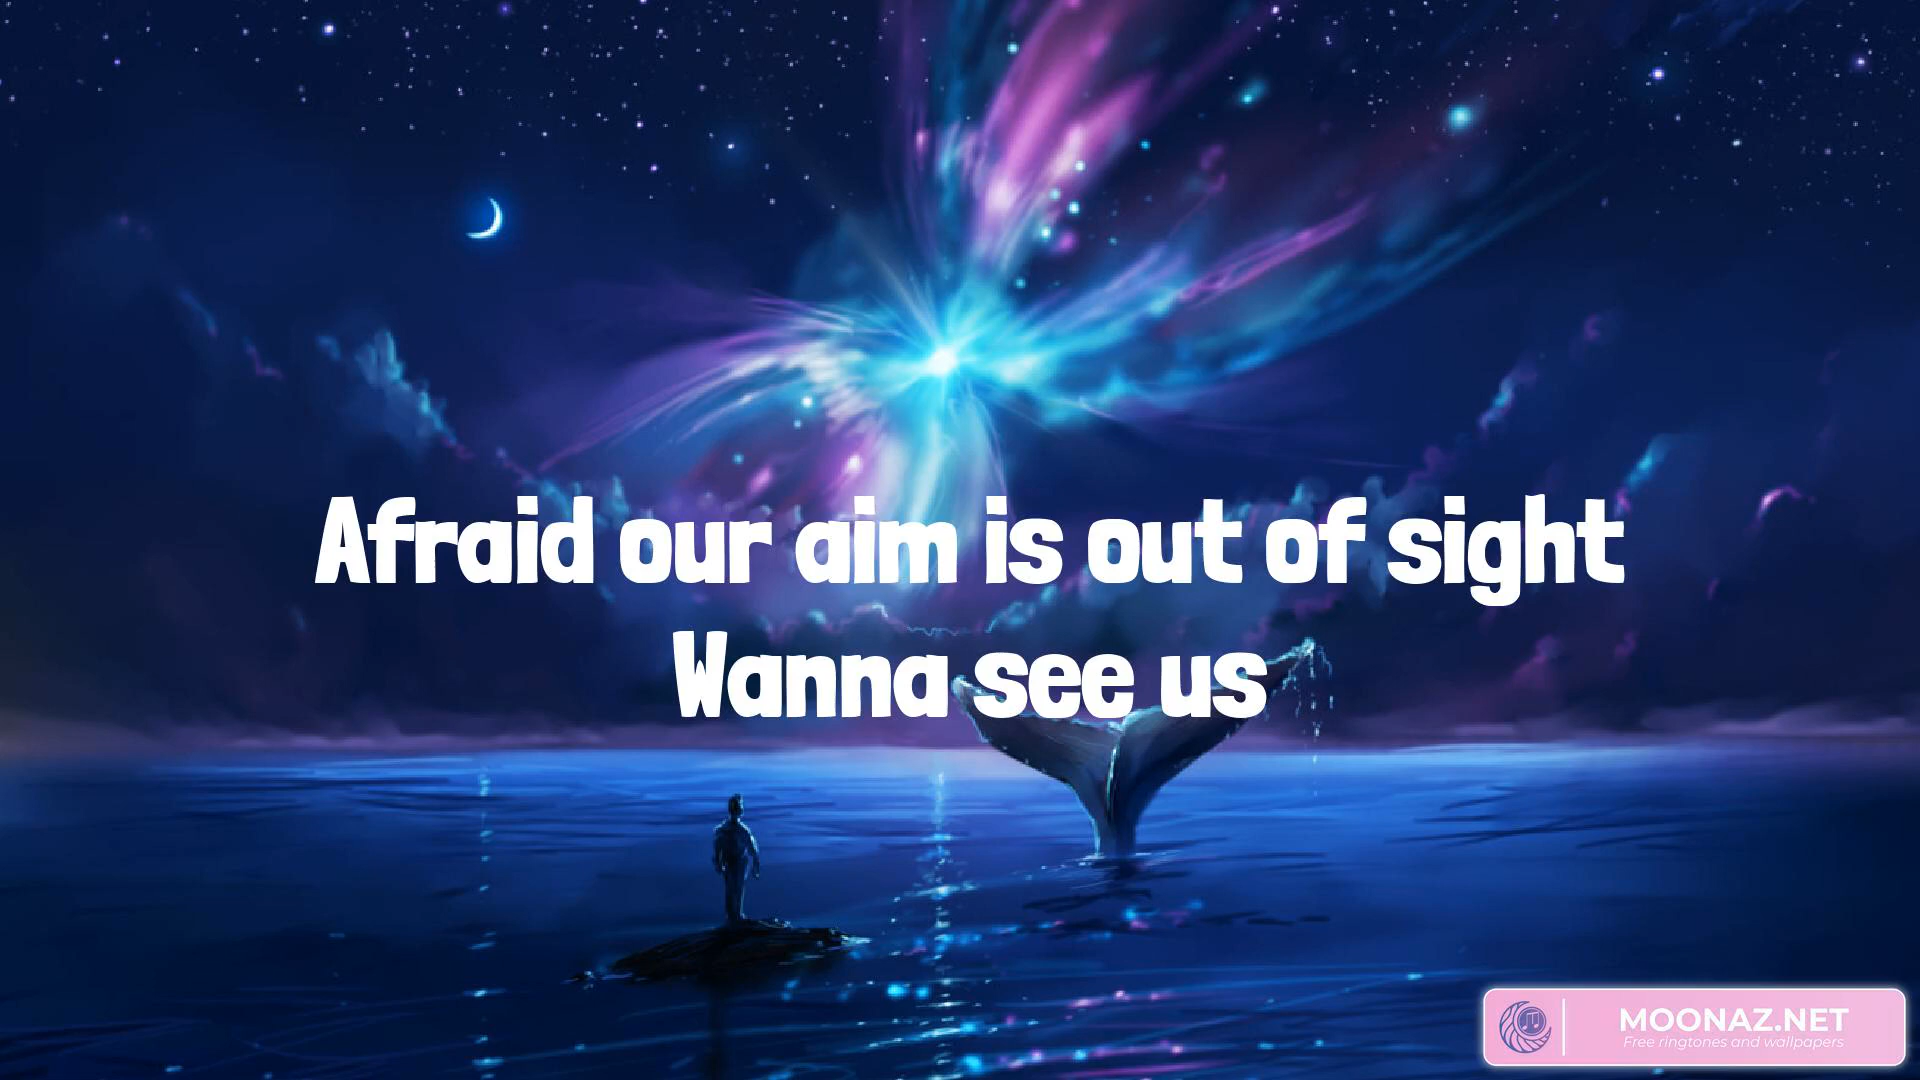 Afraid our aim is out of sight
Wanna see us
MOONAZ.NET
Free ringtones and wallpapers